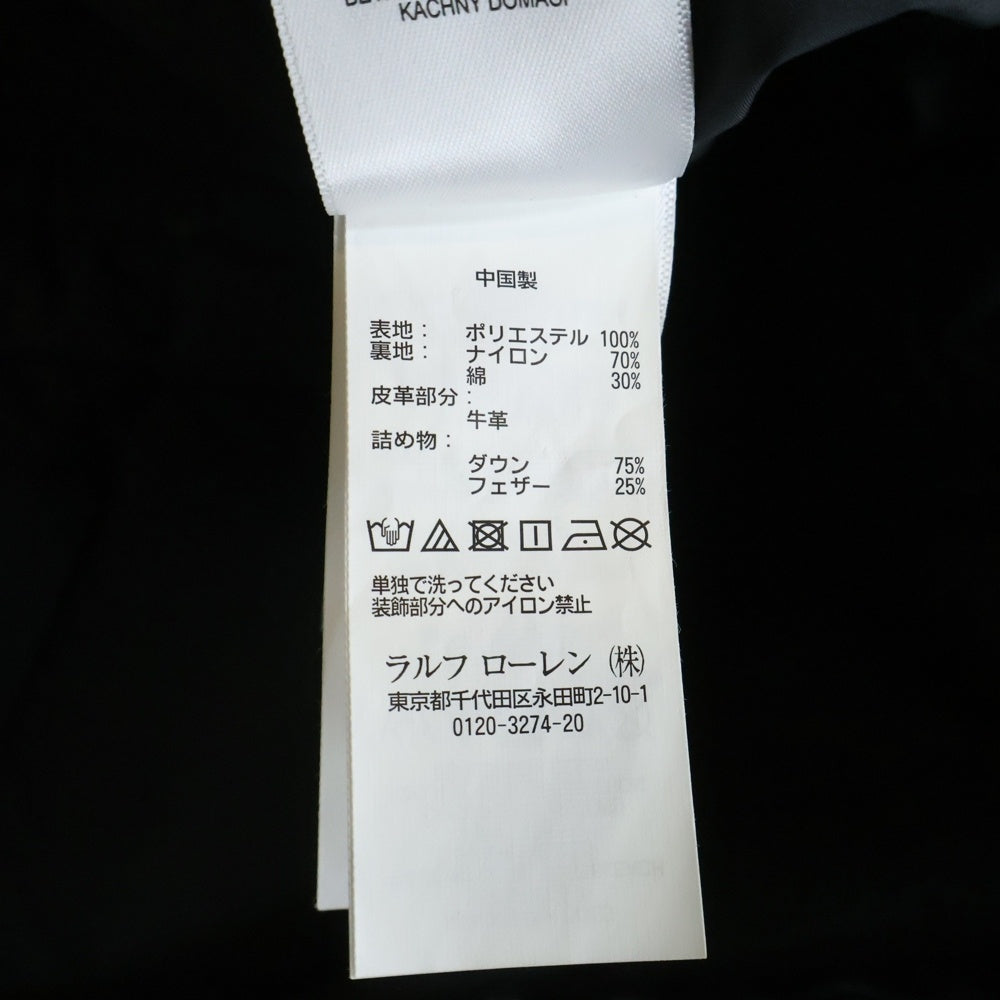 KACHNY DOMÁCÍ
中国製
表地： ポリエステル 100%
裏地： ナイロン 70%
綿 30%
皮革部分：
牛革
詰め物：
ダウン 75%
フェザー 25%
単独で洗ってください
装飾部分へのアイロン禁止
ラルフ ローレン ㈱
東京都千代田区永田町2-10-1
0120-3274-20